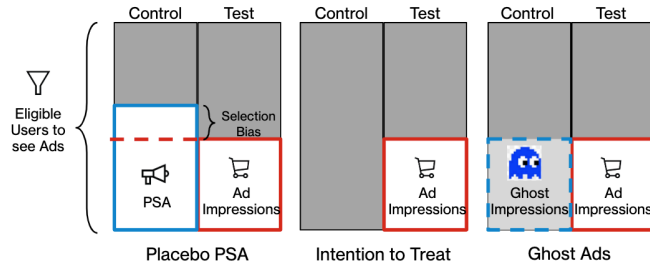 Control Test
Control Test
Control Test
Eligible
Users to
see Ads
Selection
Bias
PSA
Ad
Impressions
Ad
Impressions
Ghost
Impressions
Ad
Impressions
Placebo PSA
Intention to Treat
Ghost Ads